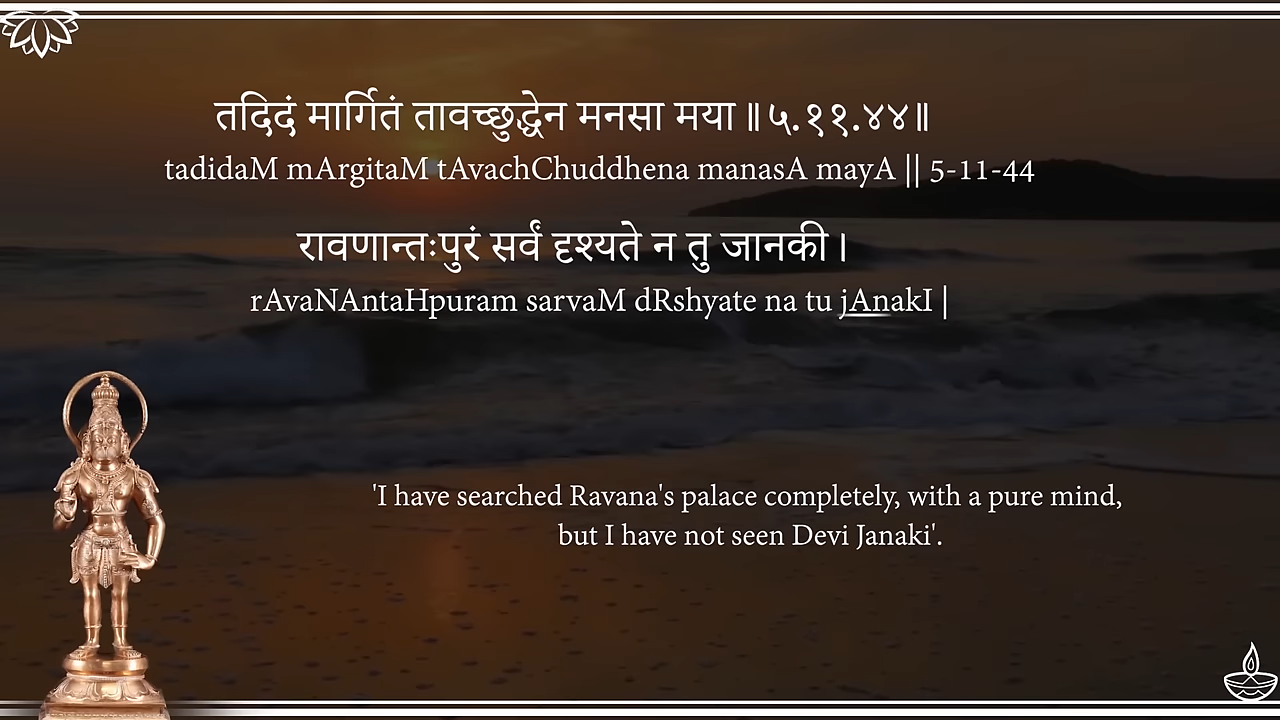 तदिदं मार्गितं तावच्छुद्धेन मनसा मया॥५.११.४४॥
tadidaM mArgitaM tAvachChuddhena manasA mayA || 5-11-44
रावणान्तःपुरं सर्वं दृश्यते न तु जानकी।
rAvaNAntaHpuram sarvaM dRshyate na tu jAnakI |
'I have searched Ravana's palace completely, with a pure mind,
but I have not seen Devi Janaki'.